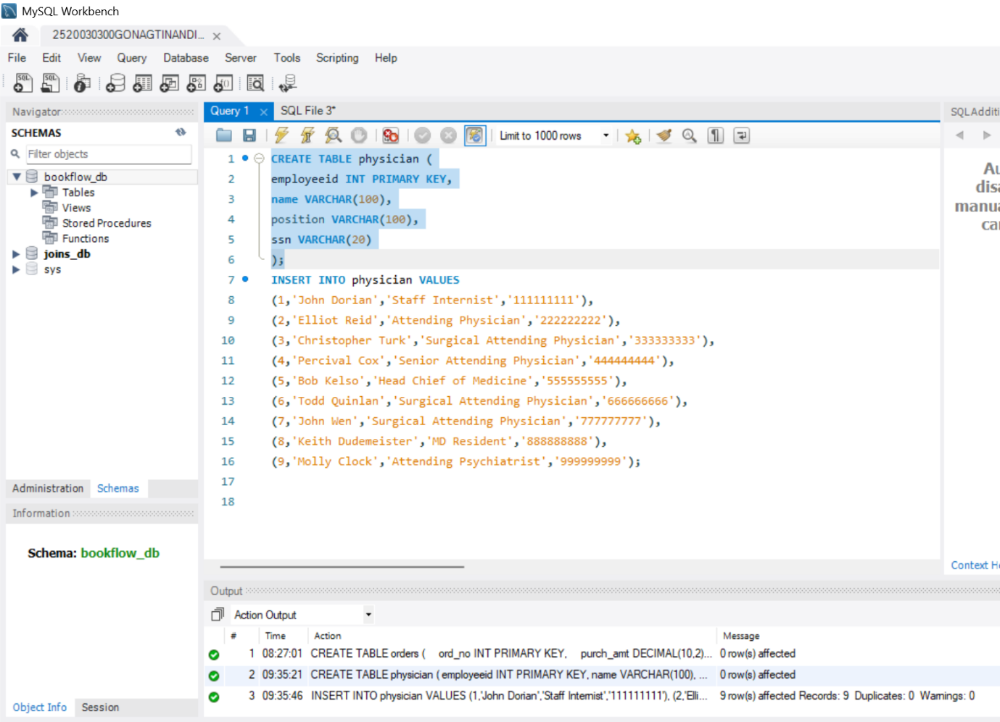 MySQL Workbench
2520030300GONAGTINANDI...
File Edit View Query Database Server Tools Scripting Help
Navigator
SCHEMAS
Filter objects
bookflow_db
Tables
Views
Stored Procedures
Functions
joins_db
sys
Administration Schemas
Information
Schema: bookflow_db
Object Info Session
Query 1 SQL File 3*
Limit to 1000 rows
1 CREATE TABLE physician (
2 employeeid INT PRIMARY KEY,
3 name VARCHAR(100),
4 position VARCHAR(100),
5 ssn VARCHAR(20)
6 );
7 INSERT INTO physician VALUES
8 (1,'John Dorian','Staff Internist','111111111'),
9 (2,'Elliot Reid','Attending Physician','222222222'),
10 (3,'Christopher Turk','Surgical Attending Physician','333333333'),
11 (4,'Percival Cox','Senior Attending Physician','444444444'),
12 (5,'Bob Kelso','Head Chief of Medicine','555555555'),
13 (6,'Todd Quinlan','Surgical Attending Physician','666666666'),
14 (7,'John Wen','Surgical Attending Physician','777777777'),
15 (8,'Keith Dudemeister','MD Resident','888888888'),
16 (9,'Molly Clock','Attending Psychiatrist','999999999');
17
18
SQLAdditi
Au
disa
manua
ca
Context He
Output
Action Output
# Time Action Message
1 08:27:01 CREATE TABLE orders ( ord_no INT PRIMARY KEY, purch_amt DECIMAL(10,2)... 0 row(s) affected
2 09:35:21 CREATE TABLE physician ( employeeid INT PRIMARY KEY, name VARCHAR(100), ... 0 row(s) affected
3 09:35:46 INSERT INTO physician VALUES (1,'John Dorian','Staff Internist','111111111'), (2,'Elli... 9 row(s) affected Records: 9 Duplicates: 0 Warnings: 0